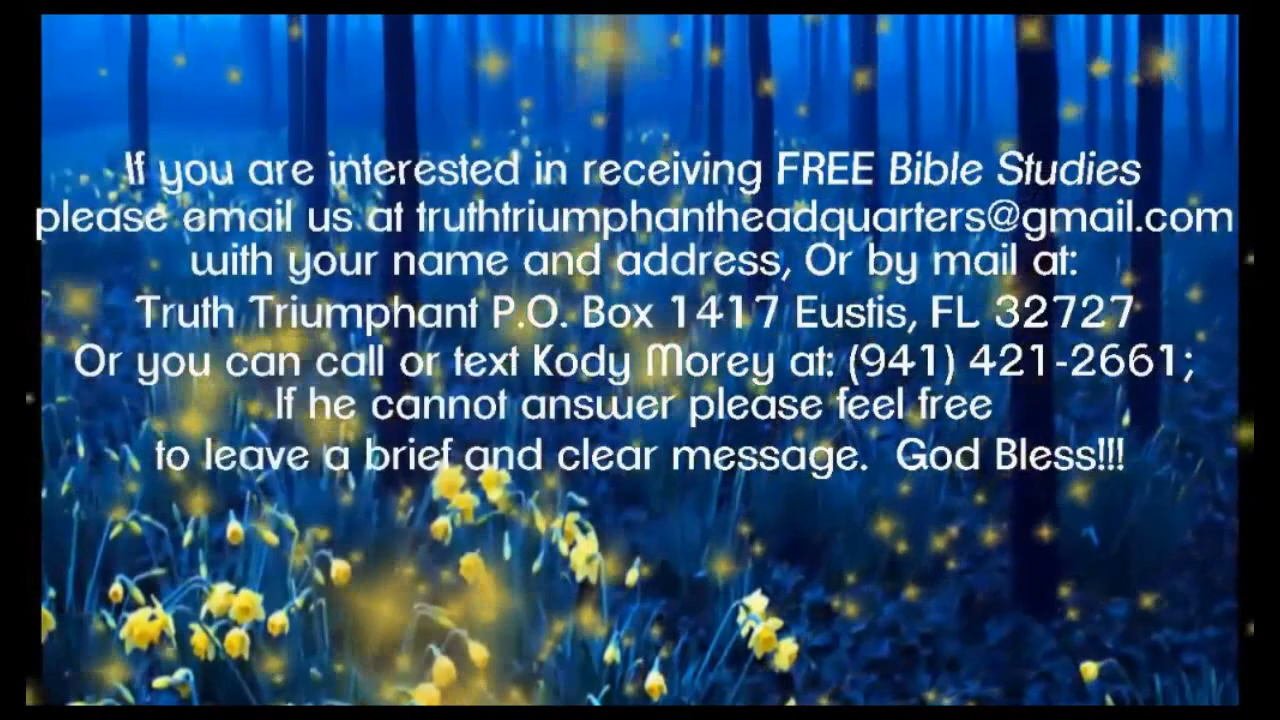 If you are interested in receiving FREE Bible Studies
please email us at truthtriumphantheadquarters@gmail.com
with your name and address, Or by mail at:
Truth Triumphant P.O. Box 1417 Eustis, FL 32727
Or you can call or text Kody Morey at: (941) 421-2661;
If he cannot answer please feel free
to leave a brief and clear message.  God Bless!!!